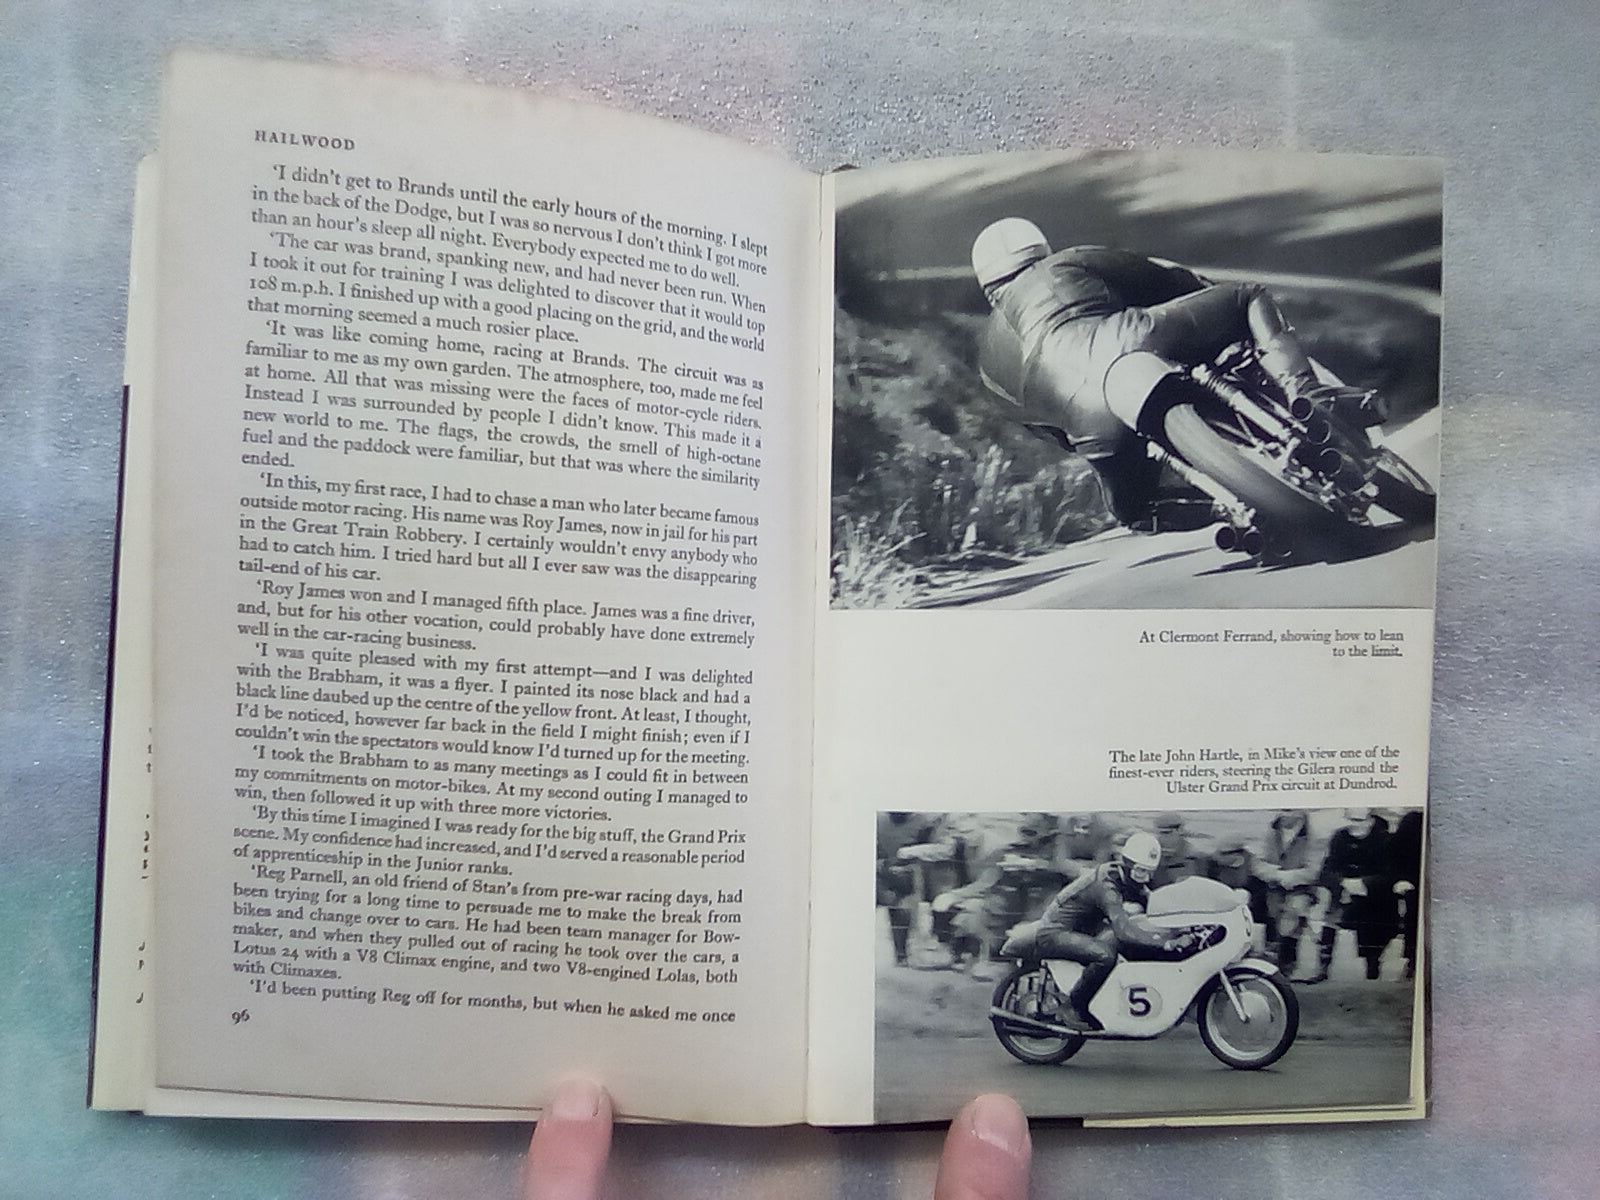 HAILWOOD
'I didn't get to Brands until the early hours of the morning. I slept
in the back of the Dodge, but I was so nervous I don't think I got more
than an hour's sleep all night. Everybody expected me to do well.
'The car was brand, spanking new, and had never been run. When
I took it out for training I was delighted to discover that it would top
108 m.p.h. I finished up with a good placing on the grid, and the world
that morning seemed a much rosier place.
'It was like coming home, racing at Brands. The circuit was as
familiar to me as my own garden. The atmosphere, too, made me feel
at home. All that was missing were the faces of motor-cycle riders.
Instead I was surrounded by people I didn't know. This made it a
new world to me. The flags, the crowds, the smell of high-octane
fuel and the paddock were familiar, but that was where the similarity
ended.
'In this, my first race, I had to chase a man who later became famous
outside motor racing. His name was Roy James, now in jail for his part
in the Great Train Robbery. I certainly wouldn't envy anybody who
had to catch him. I tried hard but all I ever saw was the disappearing
tail-end of his car.
'Roy James won and I managed fifth place. James was a fine driver,
and, but for his other vocation, could probably have done extremely
well in the car-racing business.
'I was quite pleased with my first attempt—and I was delighted
with the Brabham, it was a flyer. I painted its nose black and had a
black line daubed up the centre of the yellow front. At least, I thought,
I'd be noticed, however far back in the field I might finish; even if I
couldn't win the spectators would know I'd turned up for the meeting.
'I took the Brabham to as many meetings as I could fit in between
my commitments on motor-bikes. At my second outing I managed to
win, then followed it up with three more victories.
'By this time I imagined I was ready for the big stuff, the Grand Prix
scene. My confidence had increased, and I'd served a reasonable period
of apprenticeship in the Junior ranks.
'Reg Parnell, an old friend of Stan's from pre-war racing days, had
been trying for a long time to persuade me to make the break from
bikes and change over to cars. He had been team manager for Bow-
maker, and when they pulled out of racing he took over the cars, a
Lotus 24 with a V8 Climax engine, and two V8-engined Lolas, both
with Climaxes.
'I'd been putting Reg off for months, but when he asked me once
96
At Clermont Ferrand, showing how to lean
to the limit.
The late John Hartle, in Mike's view one of the
finest-ever riders, steering the Gilera round the
Ulster Grand Prix circuit at Dundrod.
5